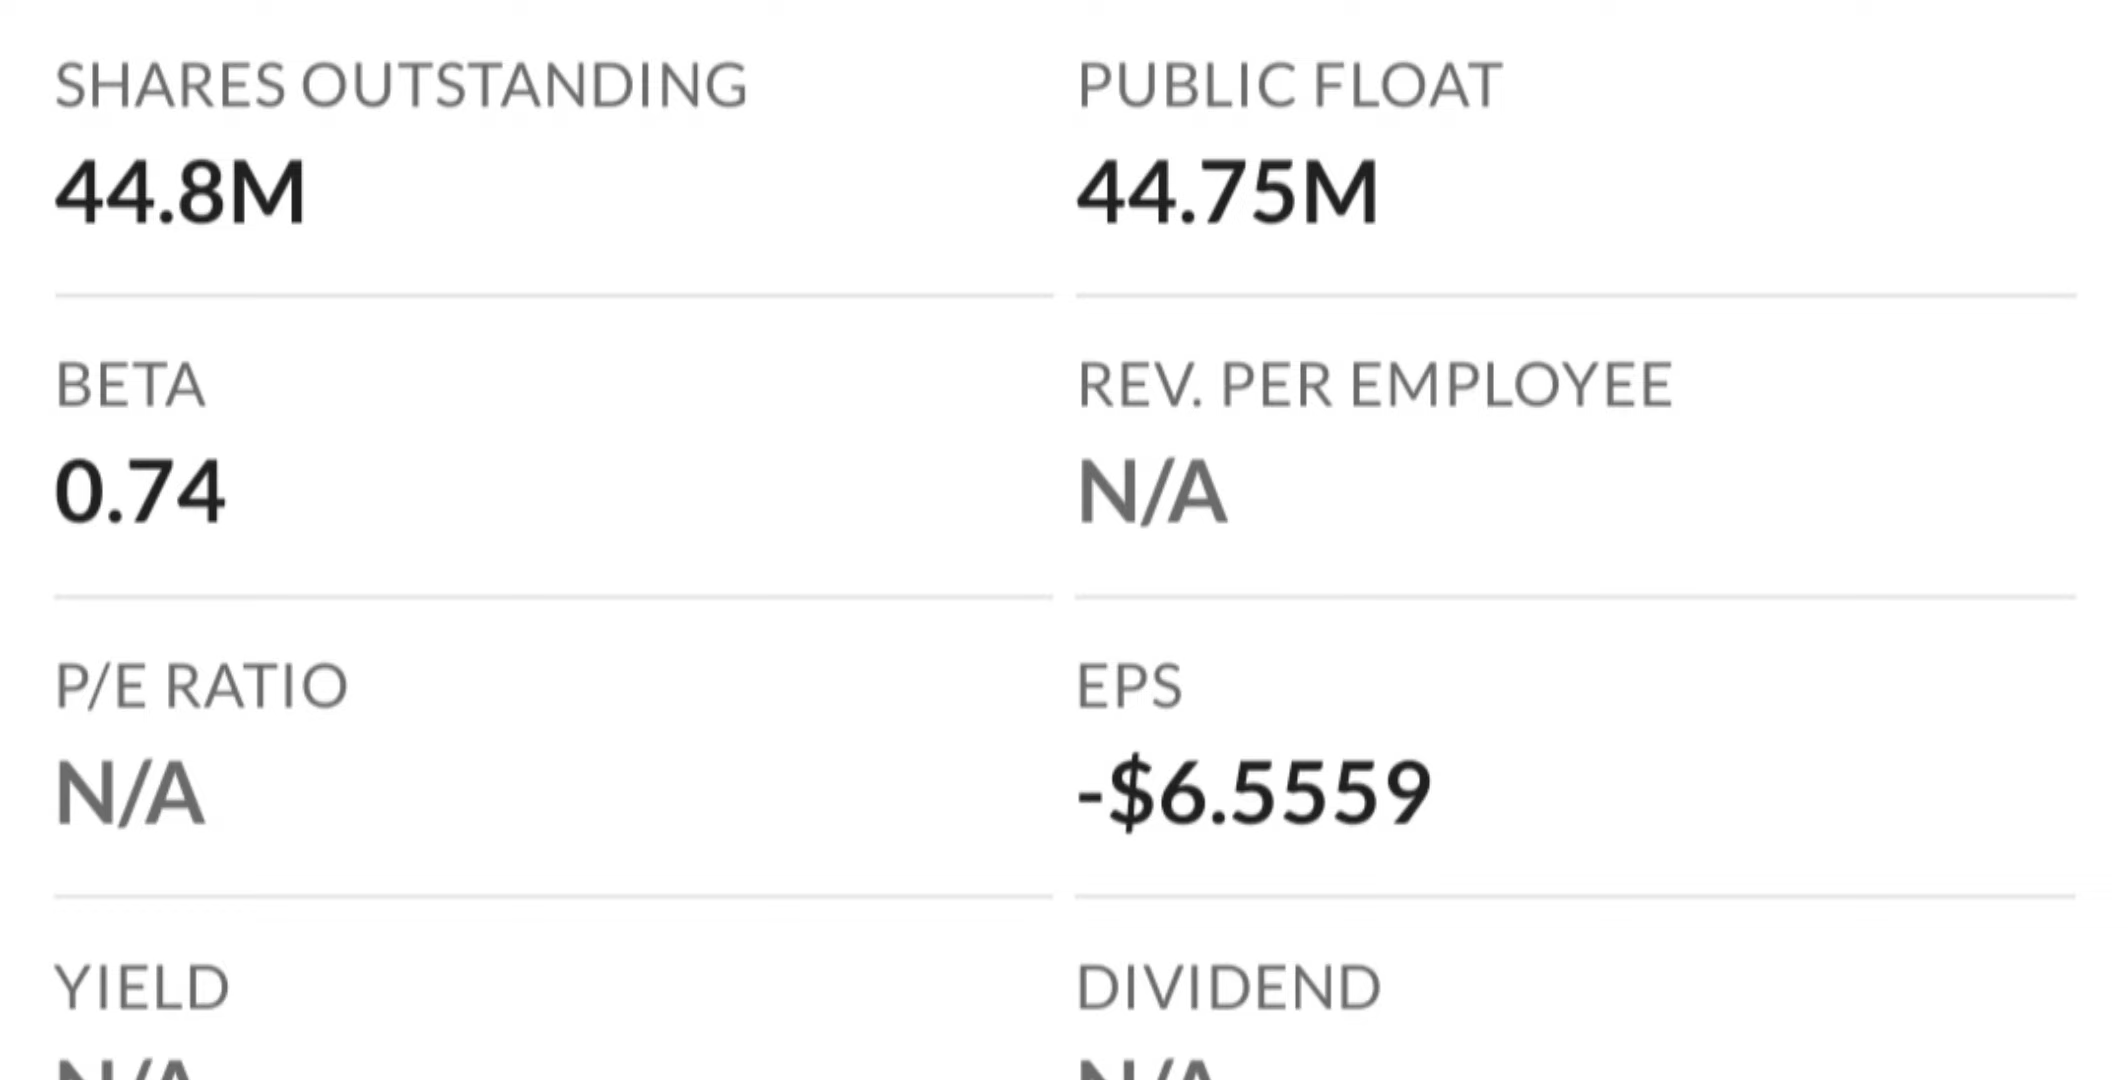 SHARES OUTSTANDING
44.8M
PUBLIC FLOAT
44.75M
BETA
0.74
REV. PER EMPLOYEE
N/A
P/E RATIO
N/A
EPS
-$6.5559
YIELD
N/A
DIVIDEND
N/A